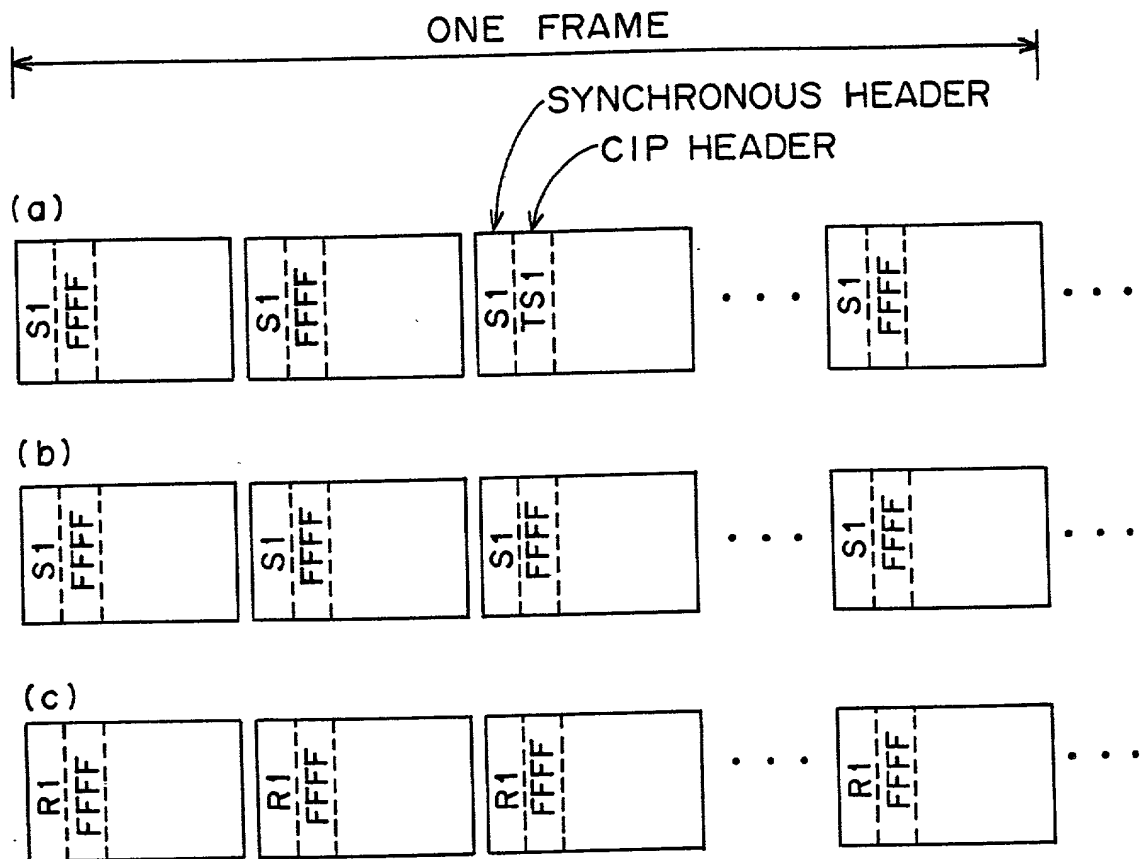 ONE FRAME
SYNCHRONOUS HEADER
CIP HEADER
(a)
S1
FFFF
S1
FFFF
S1
TS1
S1
FFFF
(b)
S1
FFFF
S1
FFFF
S1
FFFF
S1
FFFF
(c)
R1
FFFF
R1
FFFF
R1
FFFF
R1
FFFF